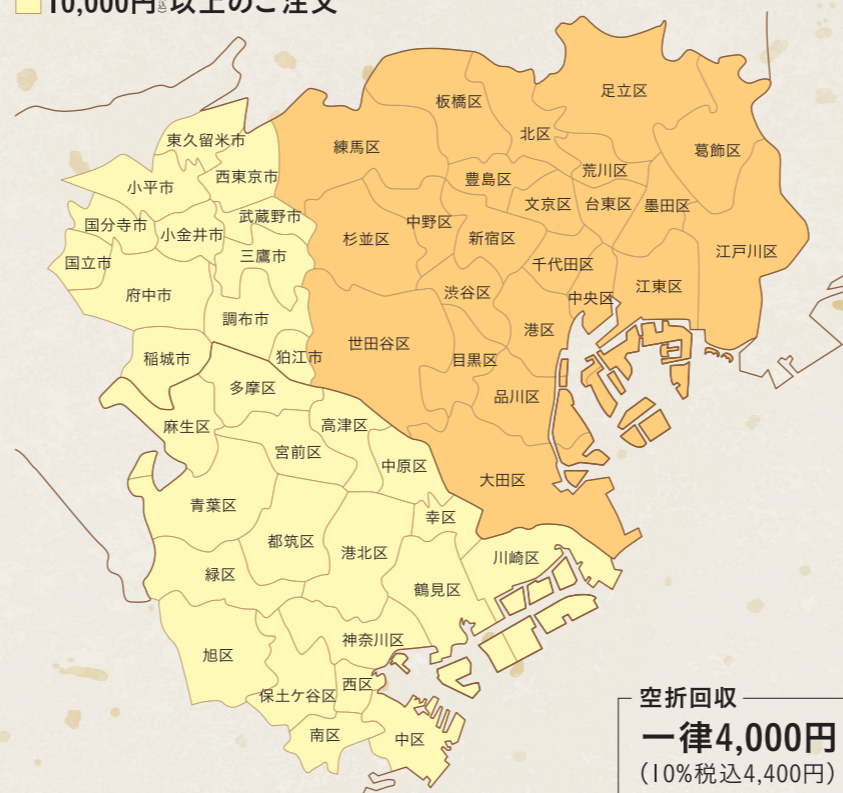 10,000円(税込)以上のご注文
足立区
板橋区
北区
葛飾区
東久留米市
練馬区
荒川区
西東京市
豊島区
小平市
文京区
台東区
墨田区
武蔵野市
中野区
国分寺市
小金井市
杉並区
新宿区
江戸川区
三鷹市
国立市
千代田区
江東区
府中市
渋谷区
中央区
調布市
港区
世田谷区
稲城市
狛江市
目黒区
多摩区
品川区
麻生区
高津区
宮前区
中原区
大田区
青葉区
幸区
都筑区
港北区
川崎区
緑区
鶴見区
神奈川区
旭区
西区
保土ケ谷区
南区
中区
空折回収
一律4,000円
(10%税込4,400円)